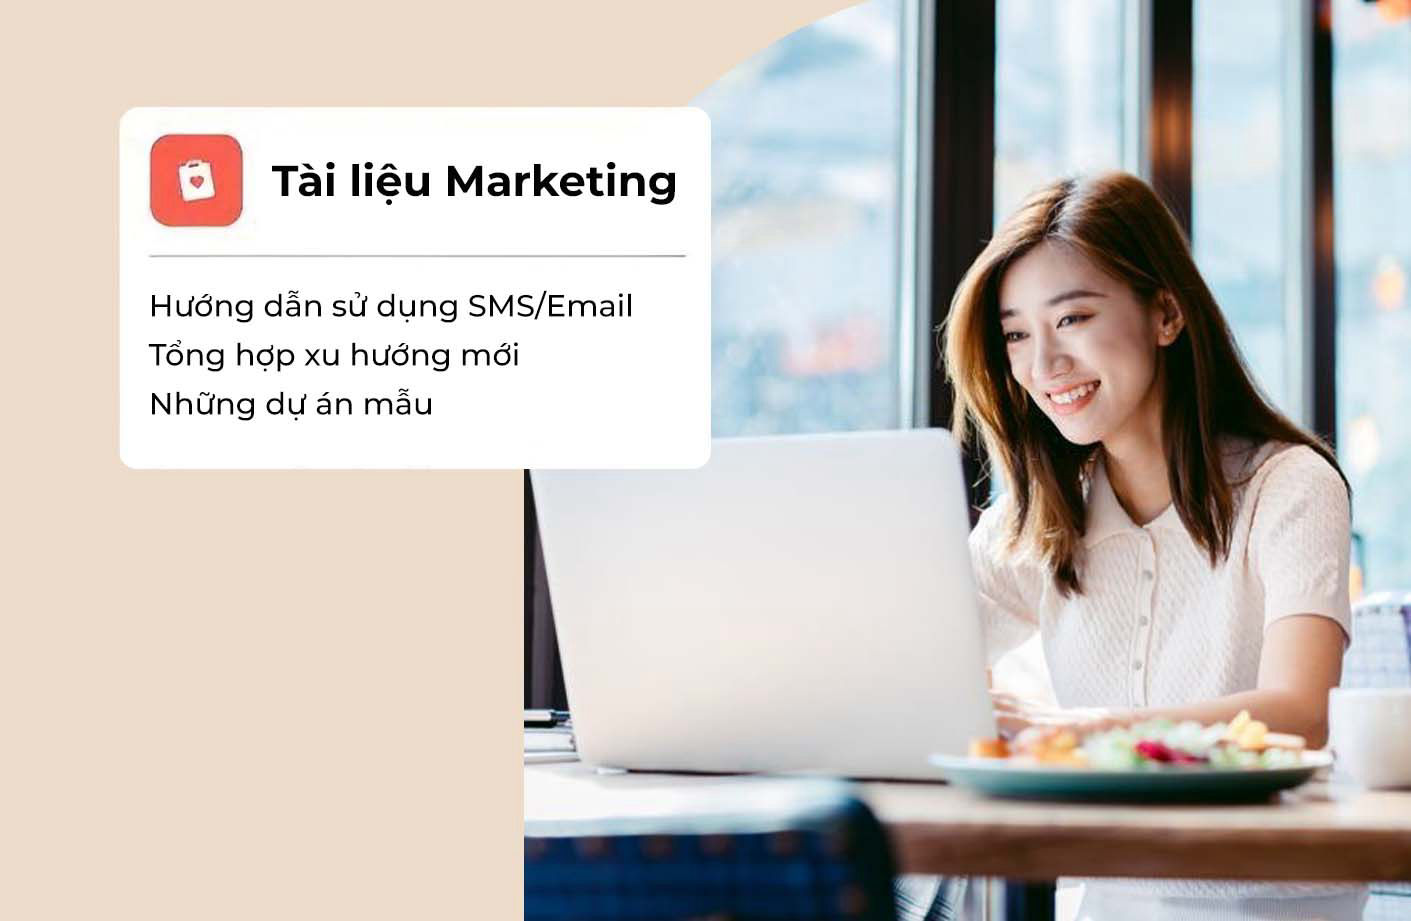 Tài liệu Marketing
Hướng dẫn sử dụng SMS/Email
Tổng hợp xu hướng mới
Những dự án mẫu